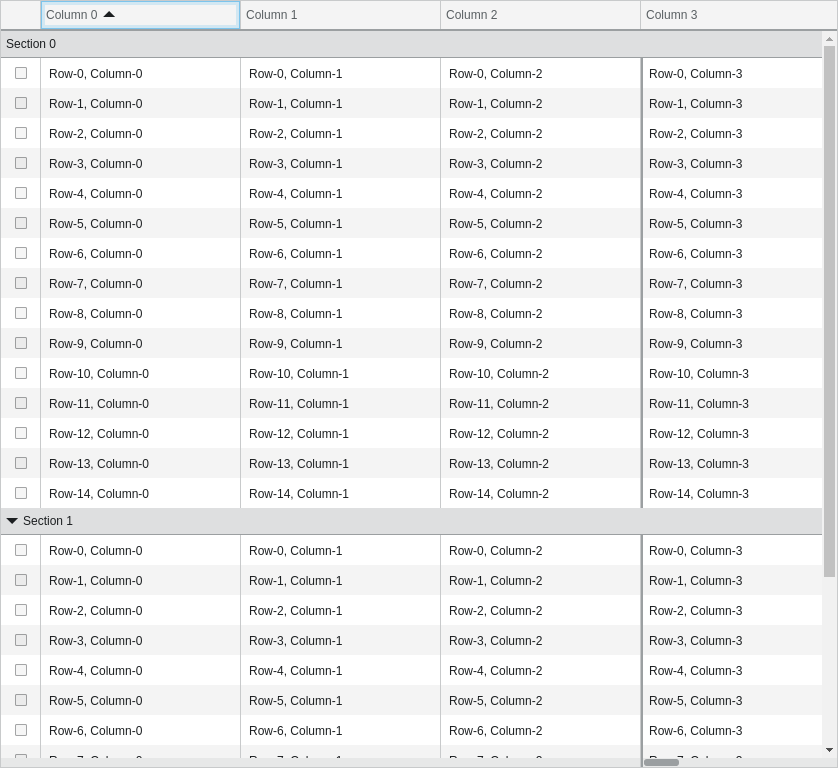 Column 0 Column 1 Column 2 Column 3
Section 0
Row-0, Column-0 Row-0, Column-1 Row-0, Column-2 Row-0, Column-3
Row-1, Column-0 Row-1, Column-1 Row-1, Column-2 Row-1, Column-3
Row-2, Column-0 Row-2, Column-1 Row-2, Column-2 Row-2, Column-3
Row-3, Column-0 Row-3, Column-1 Row-3, Column-2 Row-3, Column-3
Row-4, Column-0 Row-4, Column-1 Row-4, Column-2 Row-4, Column-3
Row-5, Column-0 Row-5, Column-1 Row-5, Column-2 Row-5, Column-3
Row-6, Column-0 Row-6, Column-1 Row-6, Column-2 Row-6, Column-3
Row-7, Column-0 Row-7, Column-1 Row-7, Column-2 Row-7, Column-3
Row-8, Column-0 Row-8, Column-1 Row-8, Column-2 Row-8, Column-3
Row-9, Column-0 Row-9, Column-1 Row-9, Column-2 Row-9, Column-3
Row-10, Column-0 Row-10, Column-1 Row-10, Column-2 Row-10, Column-3
Row-11, Column-0 Row-11, Column-1 Row-11, Column-2 Row-11, Column-3
Row-12, Column-0 Row-12, Column-1 Row-12, Column-2 Row-12, Column-3
Row-13, Column-0 Row-13, Column-1 Row-13, Column-2 Row-13, Column-3
Row-14, Column-0 Row-14, Column-1 Row-14, Column-2 Row-14, Column-3
Section 1
Row-0, Column-0 Row-0, Column-1 Row-0, Column-2 Row-0, Column-3
Row-1, Column-0 Row-1, Column-1 Row-1, Column-2 Row-1, Column-3
Row-2, Column-0 Row-2, Column-1 Row-2, Column-2 Row-2, Column-3
Row-3, Column-0 Row-3, Column-1 Row-3, Column-2 Row-3, Column-3
Row-4, Column-0 Row-4, Column-1 Row-4, Column-2 Row-4, Column-3
Row-5, Column-0 Row-5, Column-1 Row-5, Column-2 Row-5, Column-3
Row-6, Column-0 Row-6, Column-1 Row-6, Column-2 Row-6, Column-3